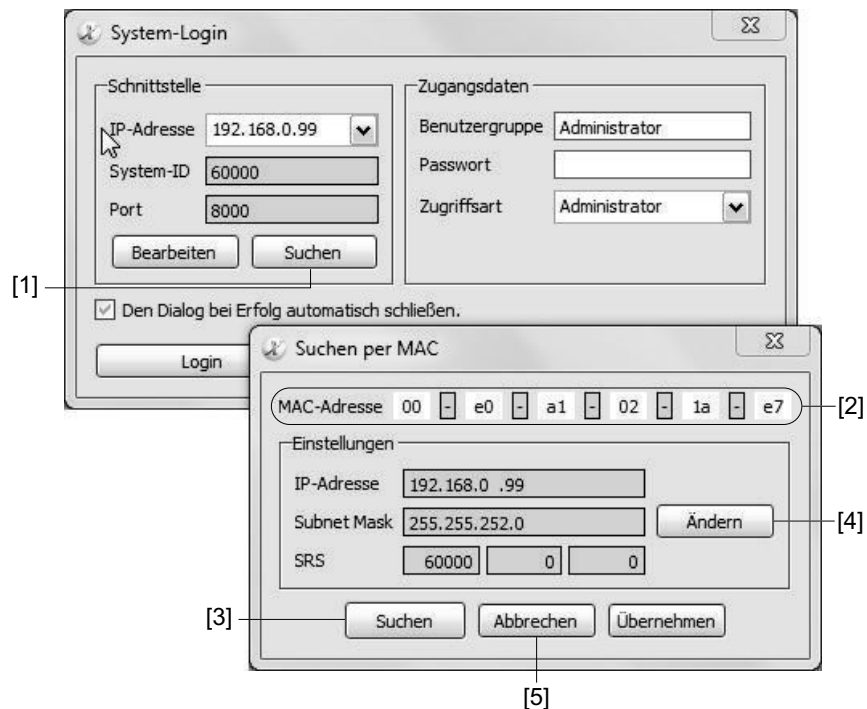 System-Login
Schnittstelle
IP-Adresse 192.168.0.99
System-ID 60000
Port 8000
Bearbeiten Suchen
Zugangsdaten
Benutzergruppe Administrator
Passwort
Zugriffsart Administrator
[1]
Den Dialog bei Erfolg automatisch schließen.
Login
Suchen per MAC
MAC-Adresse 00 - e0 - a1 - 02 - 1a - e7
[2]
Einstellungen
IP-Adresse 192.168.0 .99
Subnet Mask 255.255.252.0
Ändern
[4]
SRS 60000 0 0
[3]
Suchen Abbrechen Übernehmen
[5]